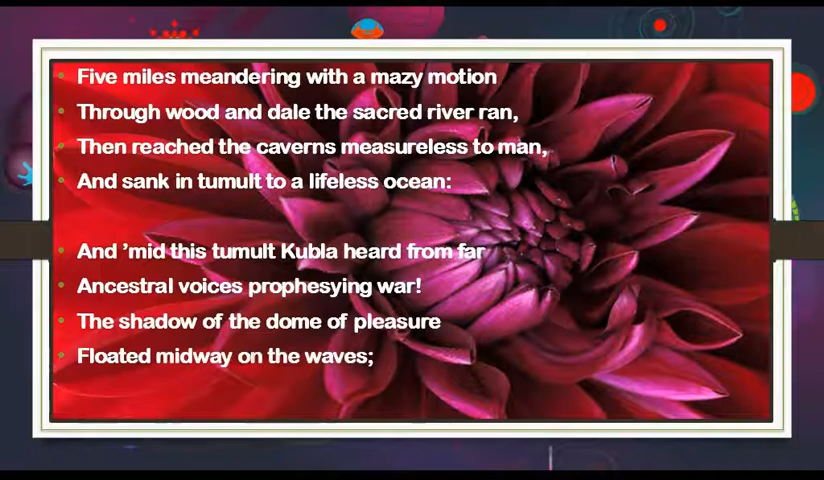 Five miles meandering with a mazy motion
Through wood and dale the sacred river ran,
Then reached the caverns measureless to man,
And sank in tumult to a lifeless ocean:
And ’mid this tumult Kubla heard from far
Ancestral voices prophesying war!
The shadow of the dome of pleasure
Floated midway on the waves;